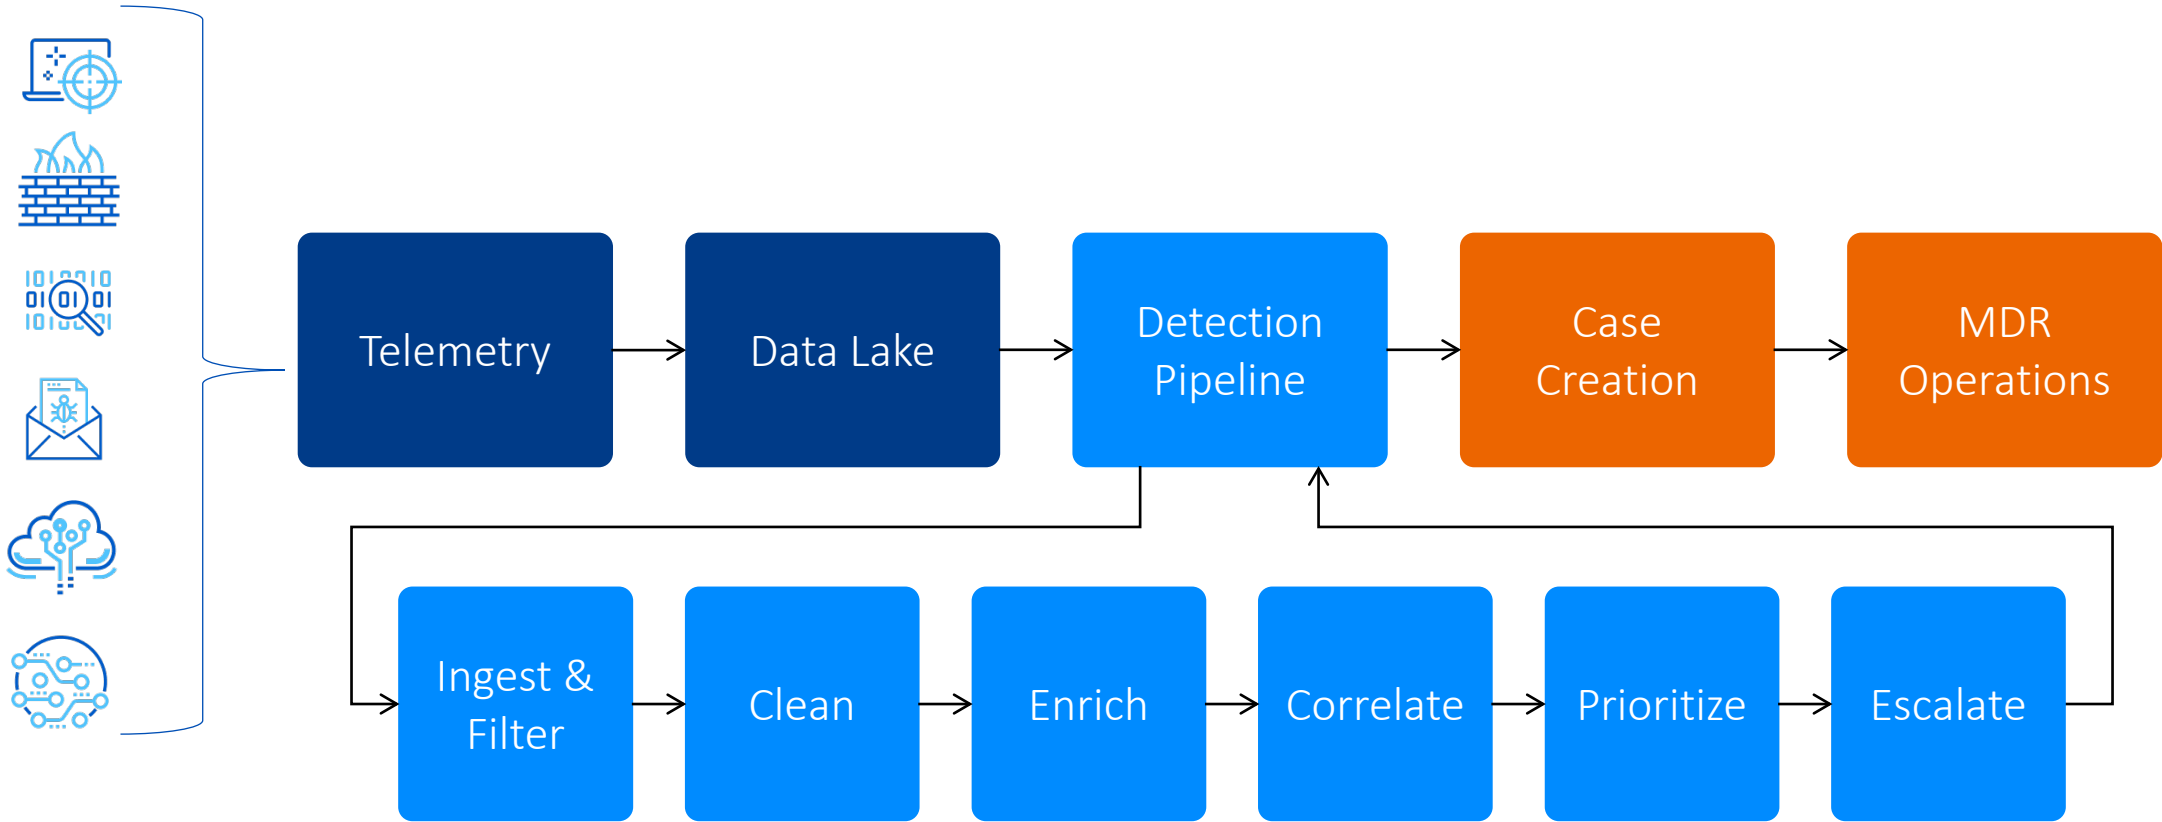 Telemetry
Data Lake
Detection
Pipeline
Case
Creation
MDR
Operations
Ingest &
Filter
Clean
Enrich
Correlate
Prioritize
Escalate